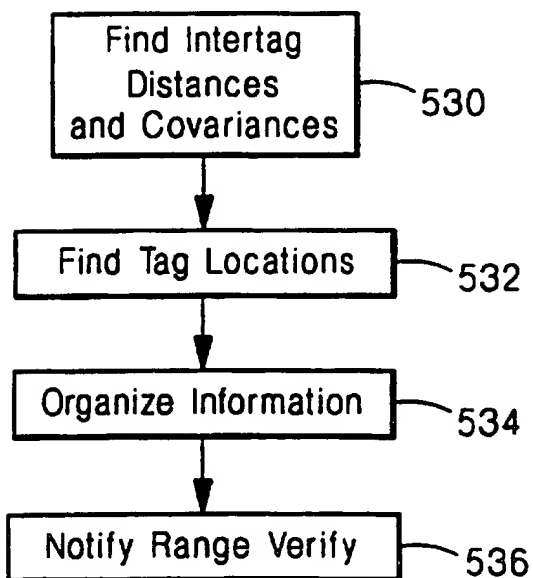 Find Intertag
Distances
and Covariances
530
Find Tag Locations
532
Organize Information
534
Notify Range Verify
536